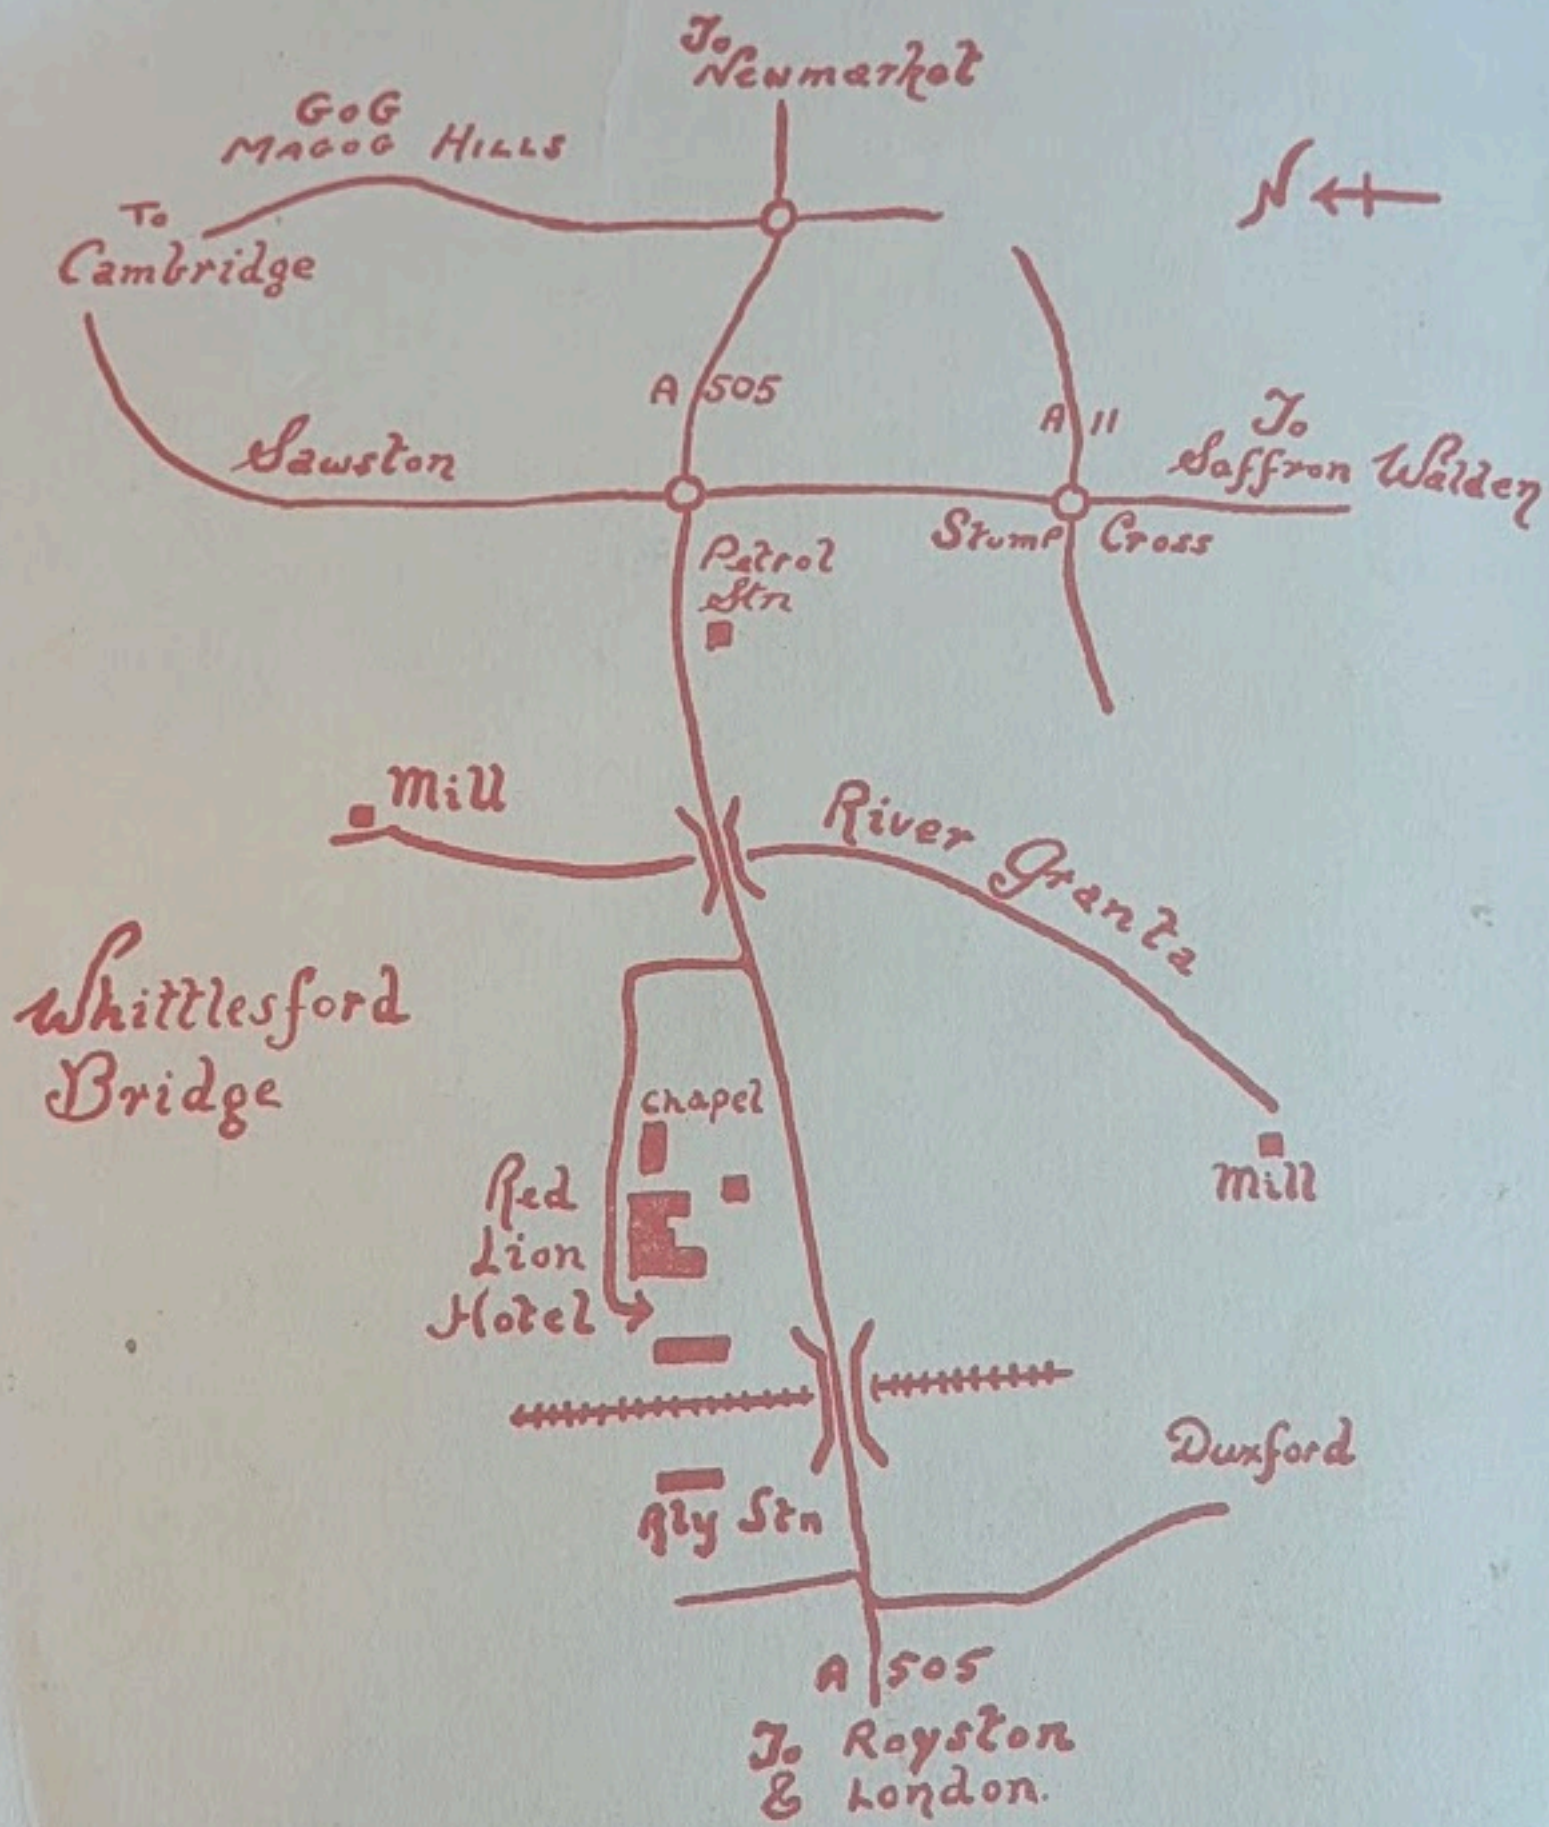 To
Newmarket
GOG
MAGOG HILLS
N
To
Cambridge
A 505
A 11
To
Saffron Walden
Sawston
Stump Cross
Petrol
Stn
Mill
River Granta
Whittlesford
Bridge
Chapel
Red
Lion
Hotel
Mill
Duxford
Rly Stn
A 505
To Royston
& London.